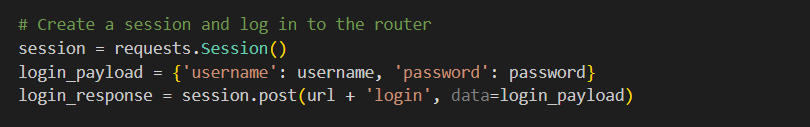 # Create a session and log in to the router
session = requests.Session()
login_payload = {'username': username, 'password': password}
login_response = session.post(url + 'login', data=login_payload)